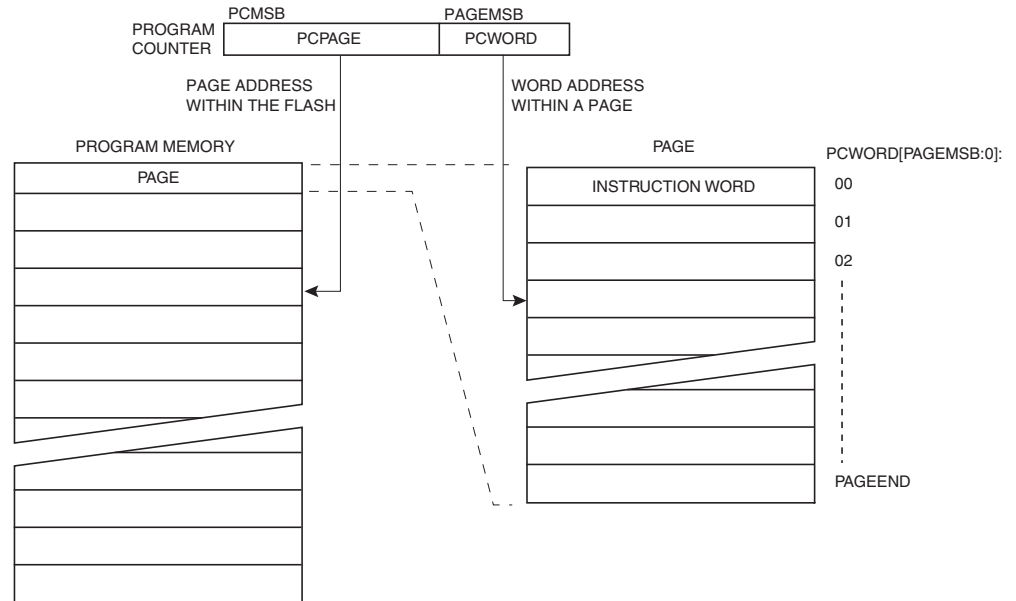 PCMSB
PAGEMSB
PROGRAM
COUNTER
PCPAGE
PCWORD
PAGE ADDRESS
WITHIN THE FLASH
WORD ADDRESS
WITHIN A PAGE
PROGRAM MEMORY
PAGE
PAGE
PCWORD[PAGEMSB:0]:
INSTRUCTION WORD
00
01
02
PAGEEND